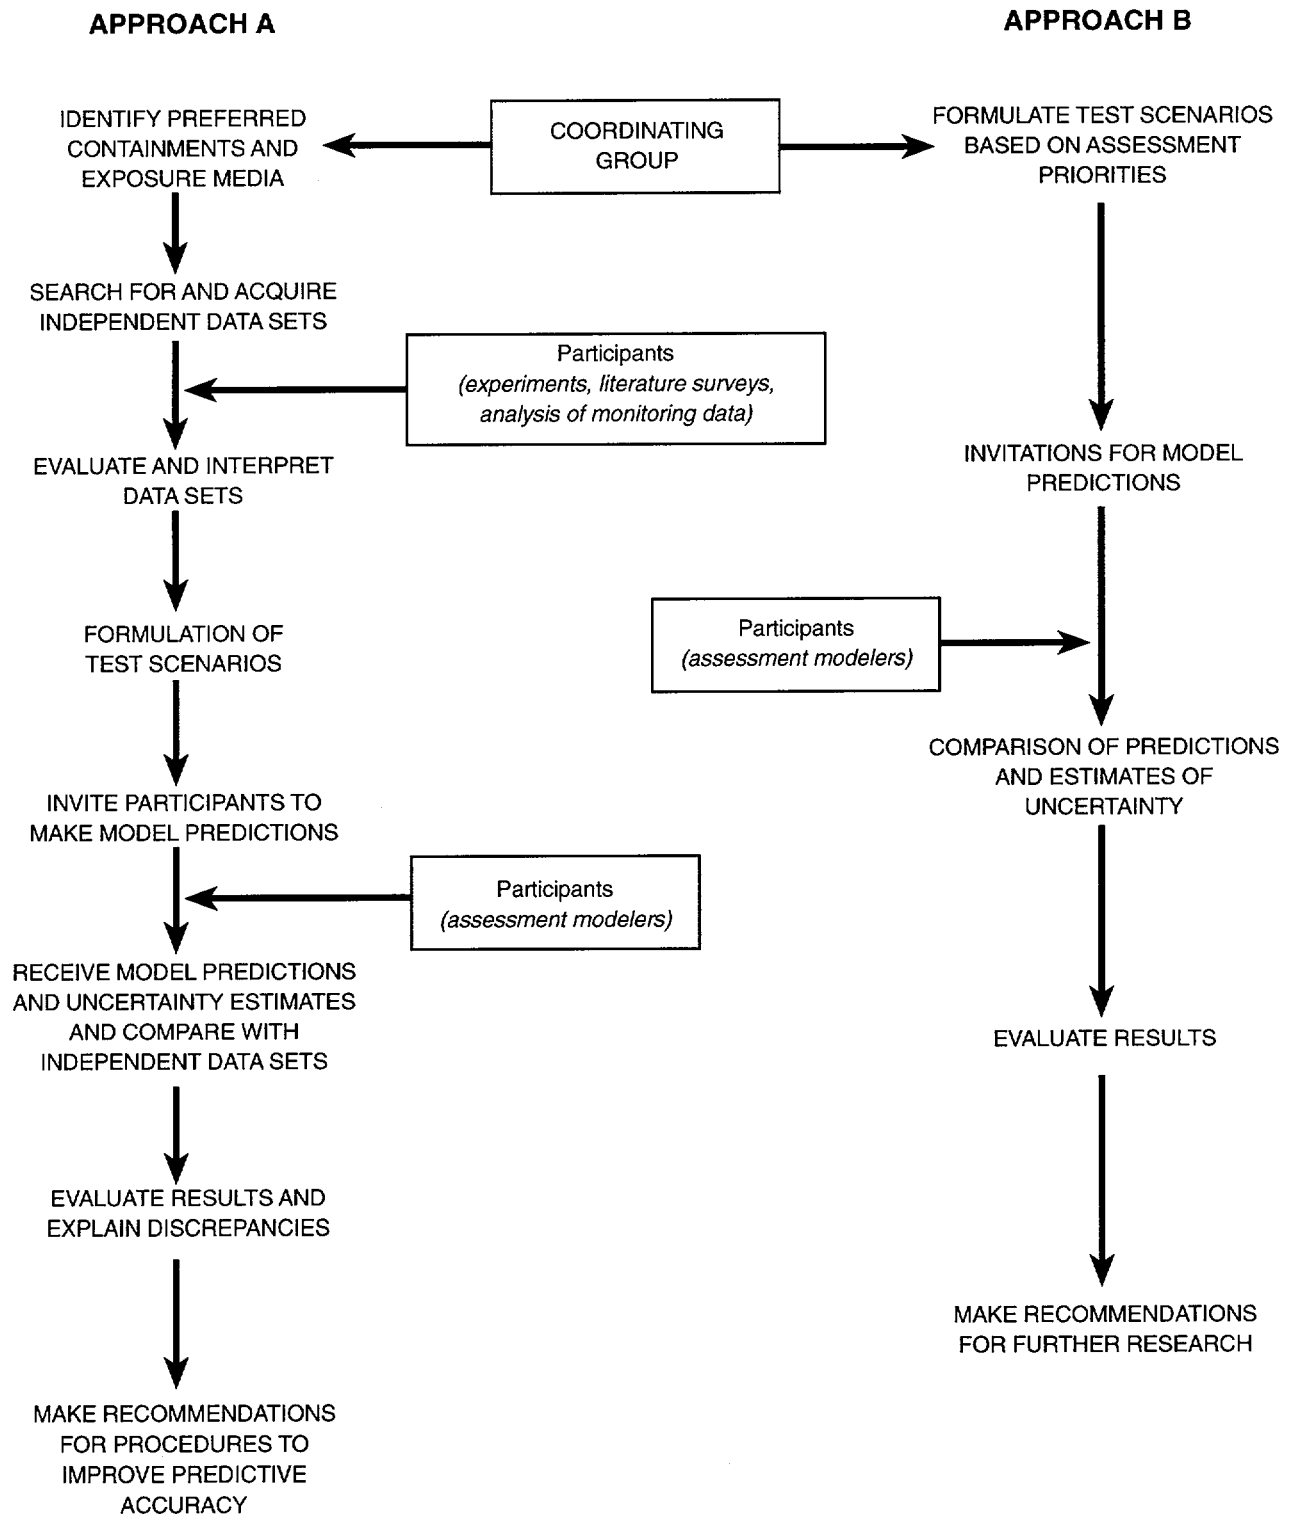 APPROACH A
APPROACH B
IDENTIFY PREFERRED
CONTAINMENTS AND
EXPOSURE MEDIA
COORDINATING
GROUP
FORMULATE TEST SCENARIOS
BASED ON ASSESSMENT
PRIORITIES
SEARCH FOR AND ACQUIRE
INDEPENDENT DATA SETS
Participants
(experiments, literature surveys,
analysis of monitoring data)
EVALUATE AND INTERPRET
DATA SETS
INVITATIONS FOR MODEL
PREDICTIONS
FORMULATION OF
TEST SCENARIOS
Participants
(assessment modelers)
COMPARISON OF PREDICTIONS
AND ESTIMATES OF
UNCERTAINTY
INVITE PARTICIPANTS TO
MAKE MODEL PREDICTIONS
Participants
(assessment modelers)
RECEIVE MODEL PREDICTIONS
AND UNCERTAINTY ESTIMATES
AND COMPARE WITH
INDEPENDENT DATA SETS
EVALUATE RESULTS
EVALUATE RESULTS AND
EXPLAIN DISCREPANCIES
MAKE RECOMMENDATIONS
FOR FURTHER RESEARCH
MAKE RECOMMENDATIONS
FOR PROCEDURES TO
IMPROVE PREDICTIVE
ACCURACY